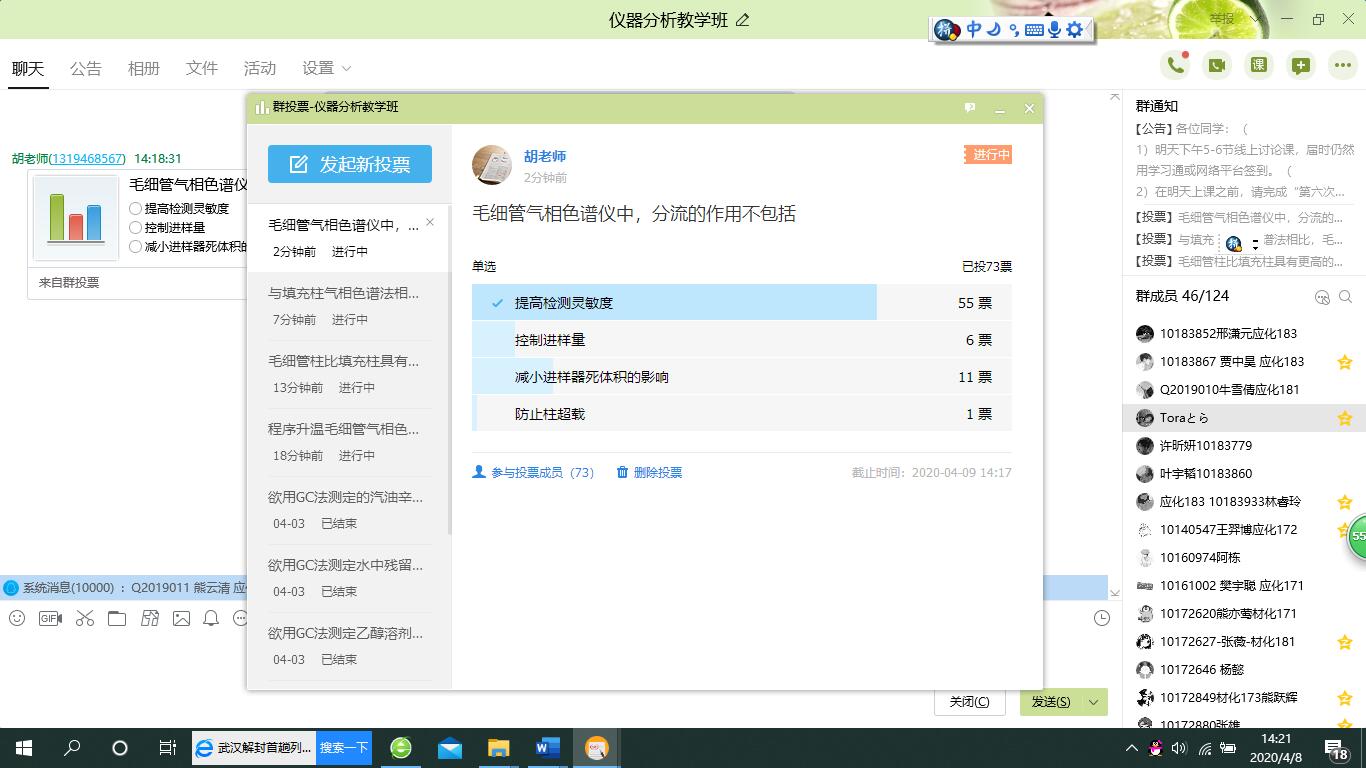 仪器分析教学班
举报
中
聊天
公告
相册
文件
活动
设置
课
胡老师(1319468567) 14:18:31
毛细管气相色谱仪
提高检测灵敏度
控制进样量
减小进样器死体积的
来自群投票
系统消息(10000) ：Q2019011 熊云清 应
GIF
关闭(C)
发送(S)
群投票-仪器分析教学班
发起新投票
毛细管气相色谱仪中，...
2分钟前 进行中
与填充柱气相色谱法相...
7分钟前 进行中
毛细管柱比填充柱具有...
13分钟前 进行中
程序升温毛细管气相色...
18分钟前 进行中
欲用GC法测定的汽油辛...
04-03 已结束
欲用GC法测定水中残留...
04-03 已结束
欲用GC法测定乙醇溶剂...
04-03 已结束
胡老师
2分钟前
进行中
毛细管气相色谱仪中，分流的作用不包括
单选
已投73票
提高检测灵敏度 55 票
控制进样量 6 票
减小进样器死体积的影响 11 票
防止柱超载 1 票
参与投票成员（73）
删除投票
截止时间：2020-04-09 14:17
群通知
【公告】各位同学：（
1）明天下午5-6节线上讨论课，届时仍然
用学习通或网络平台签到。（
2）在明天上课之前，请完成“第六次...
【投票】毛细管气相色谱仪中，分流的...
【投票】与填充 谱法相比，毛...
【投票】毛细管柱比填充柱具有更高的...
群成员 46/124
10183852邢潇元应化183
10183867 贾中昊 应化183
Q2019010牛雪倩应化181
Toraとら
许昕妍10183779
叶宇韬10183860
应化183 10183933林睿玲
10140547王羿博应化172
10160974阿栋
10161002 樊宇聪 应化171
10172620熊亦莺材化171
10172627-张薇-材化181
10172646 杨懿
10172849材化173熊跃辉
10172880张雄
55
武汉解封首趟列...
搜索一下
14:21
2020/4/8
18